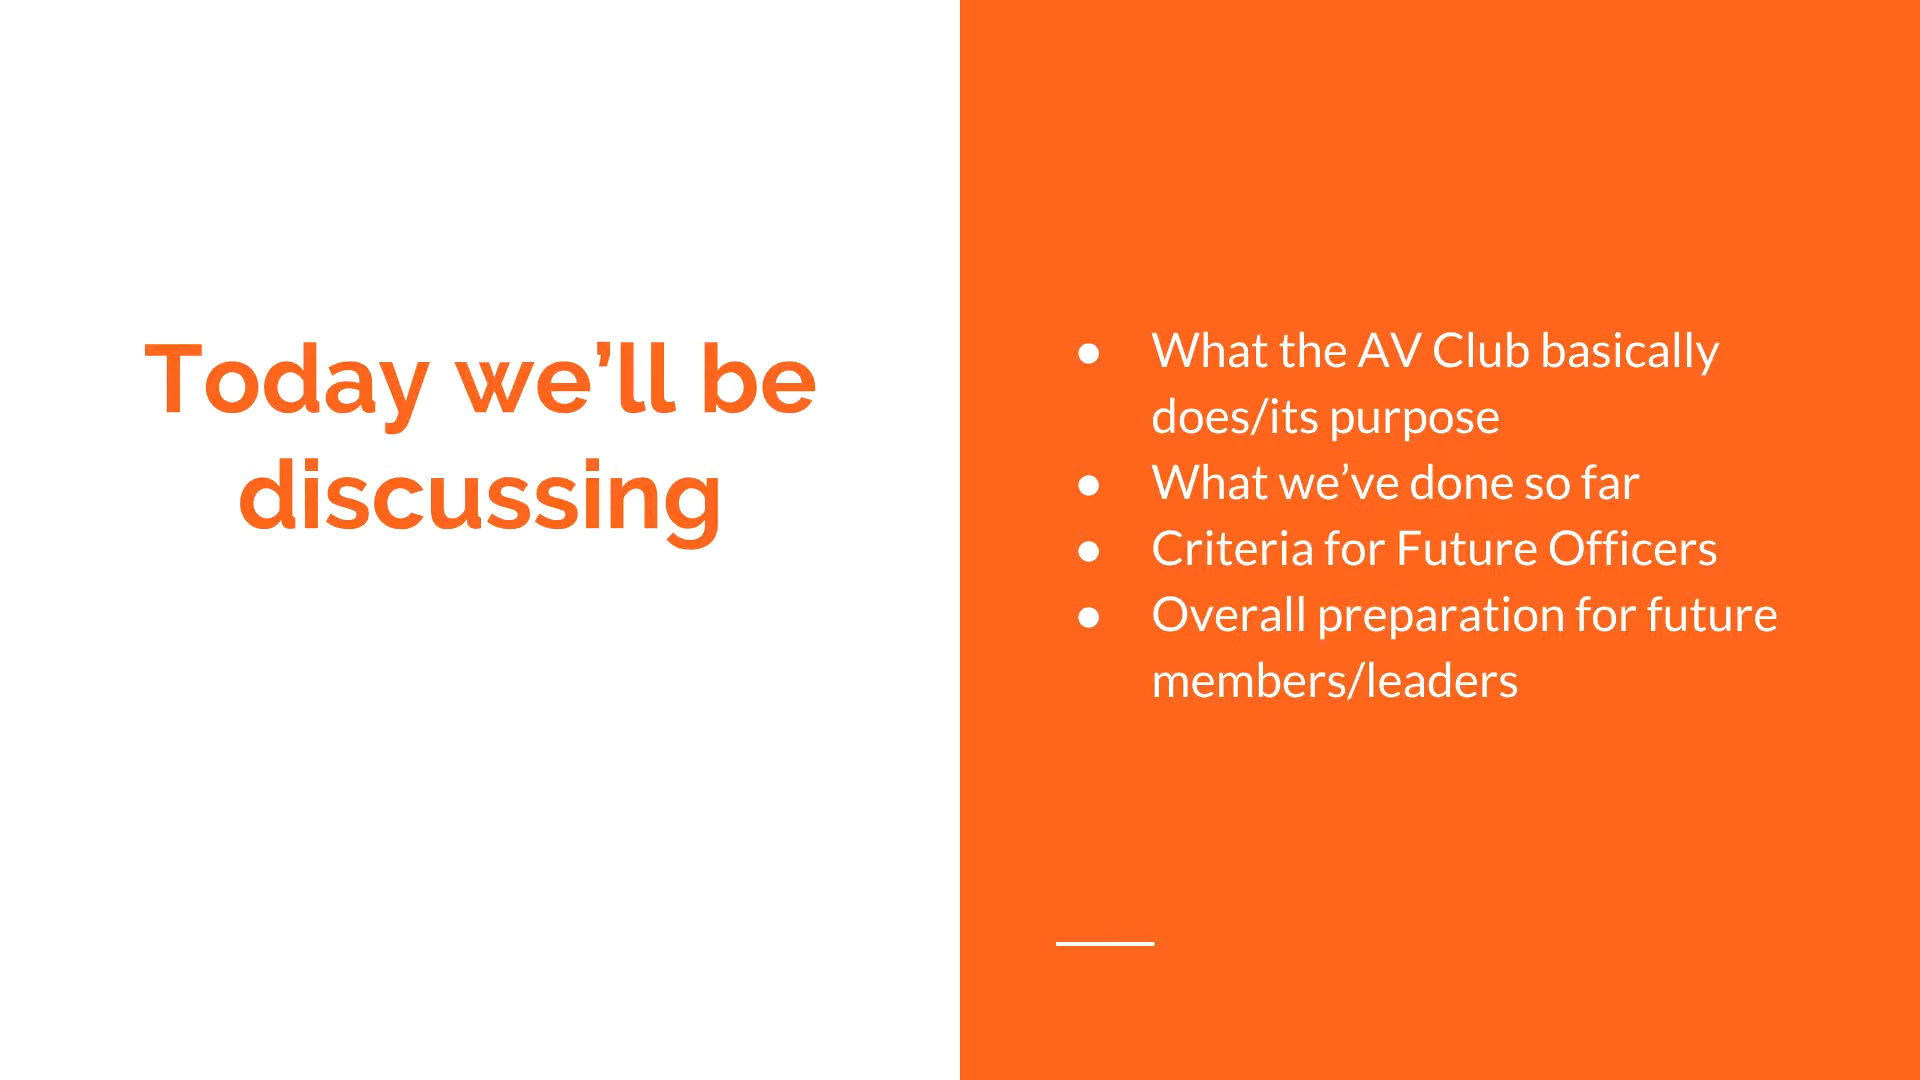 Today we’ll be
discussing
● What the AV Club basically
does/its purpose
● What we’ve done so far
● Criteria for Future Officers
● Overall preparation for future
members/leaders